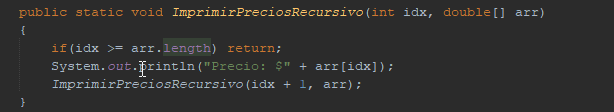 public static void ImprimirPreciosRecursivo(int idx, double[] arr)
{
if(idx >= arr.length) return;
System.out.println("Precio: $" + arr[idx]);
ImprimirPreciosRecursivo(idx + 1, arr);
}